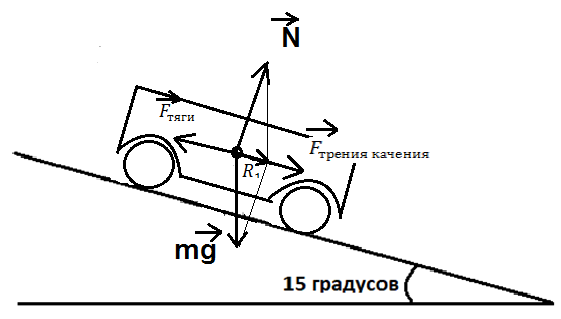 N
Fтяги
Fтрения качения
R1
mg
15 градусов